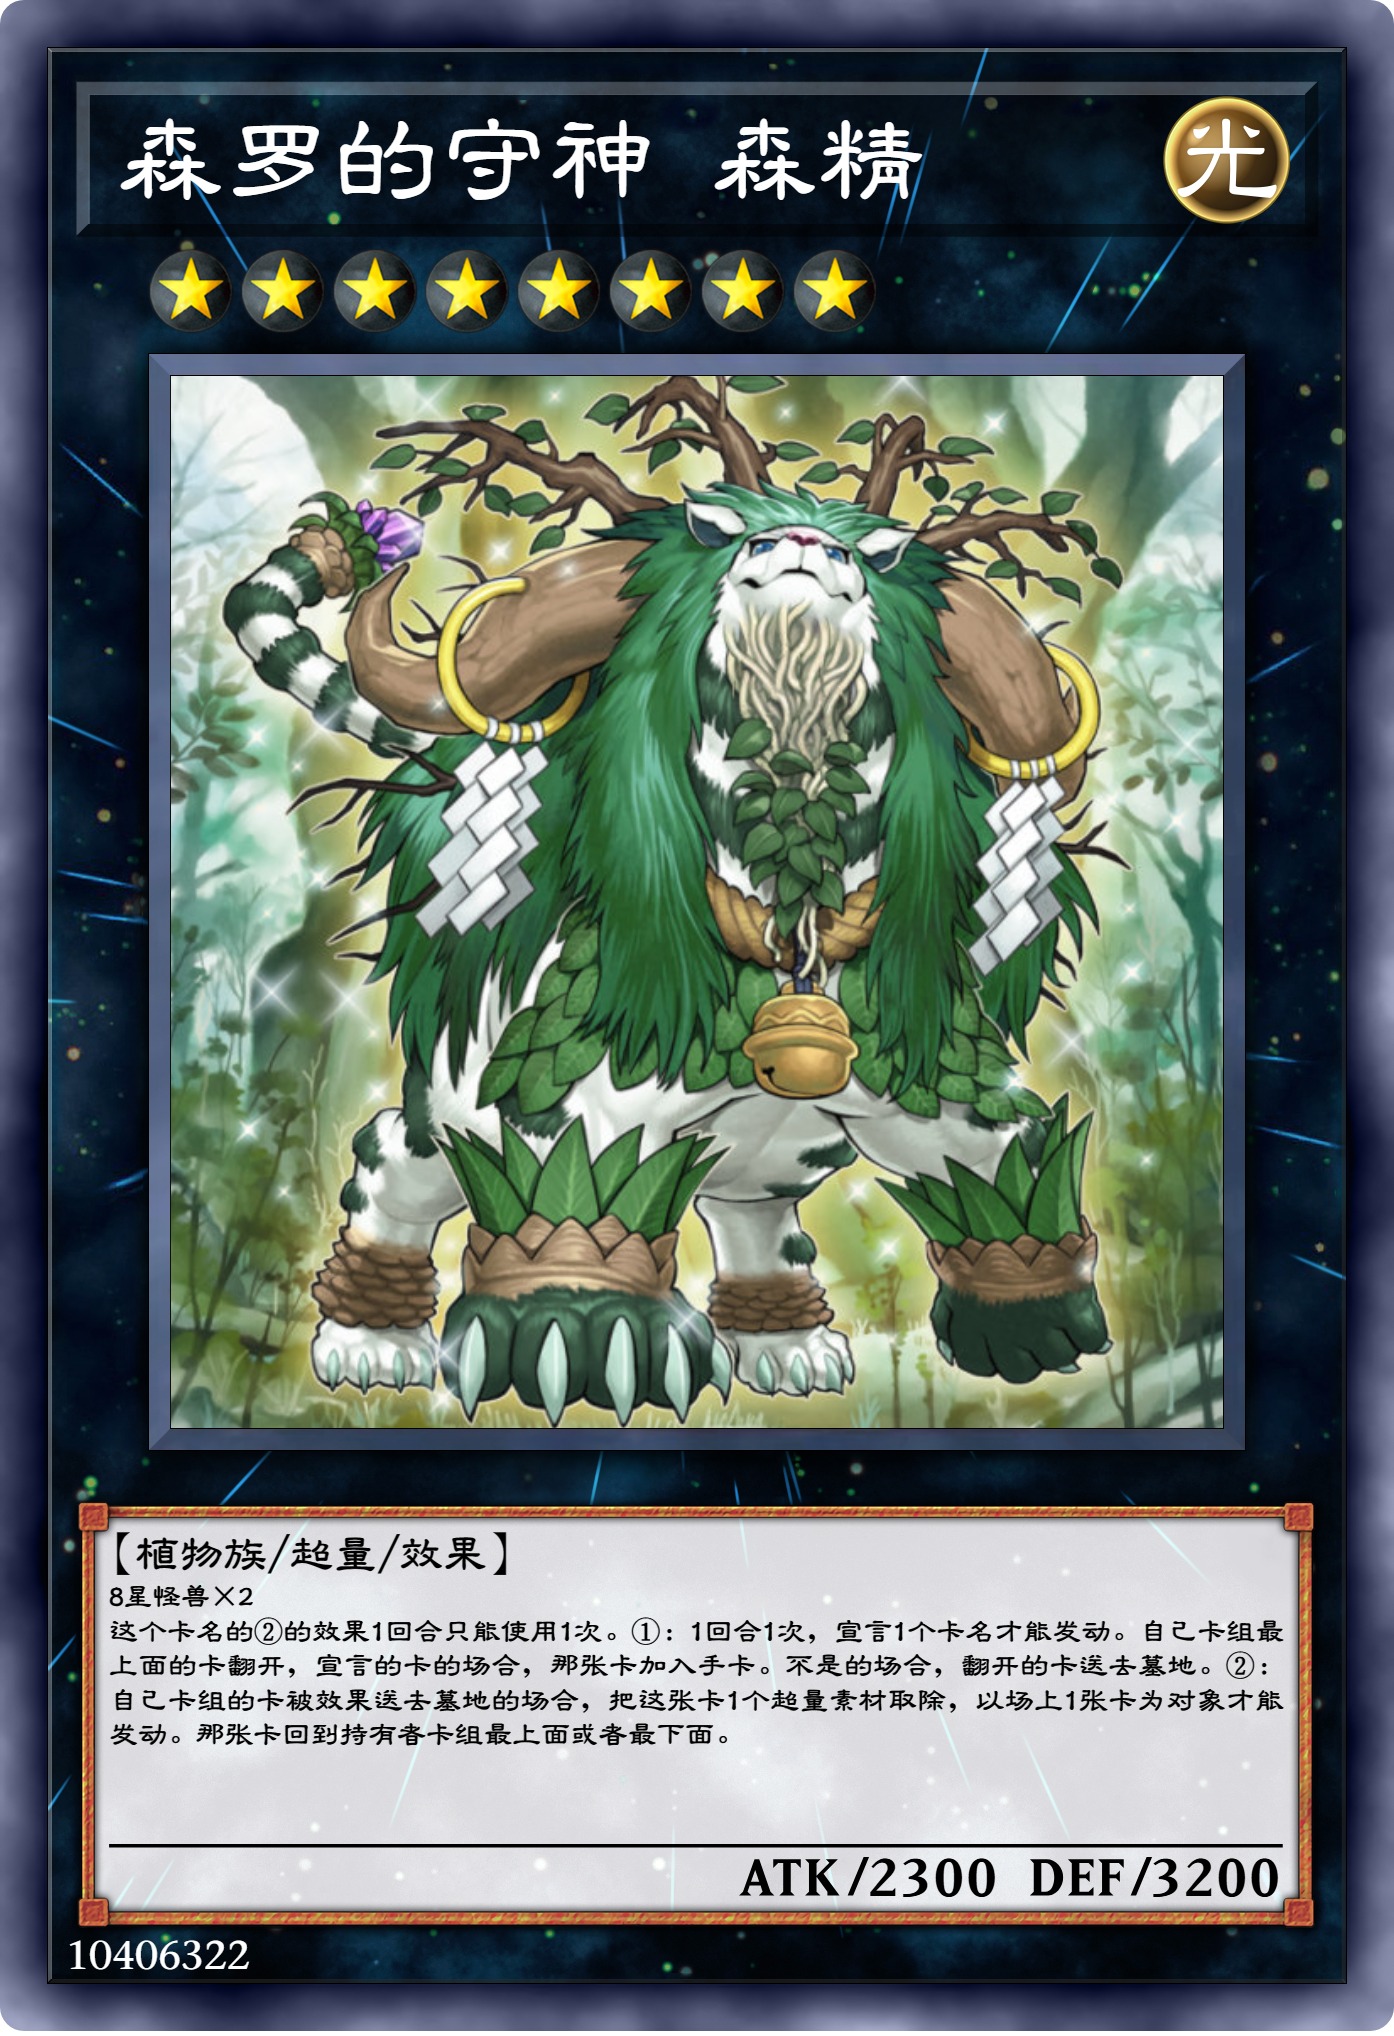 森罗的守神 森精
光
【植物族/超量/效果】
8星怪兽×2
这个卡名的②的效果1回合只能使用1次。①：1回合1次，宣言1个卡名才能发动。自己卡组最
上面的卡翻开，宣言的卡的场合，那张卡加入手卡。不是的场合，翻开的卡送去墓地。②：
自己卡组的卡被效果送去墓地的场合，把这张卡1个超量素材取除，以场上1张卡为对象才能
发动。那张卡回到持有者卡组最上面或者最下面。
ATK/2300 DEF/3200
10406322